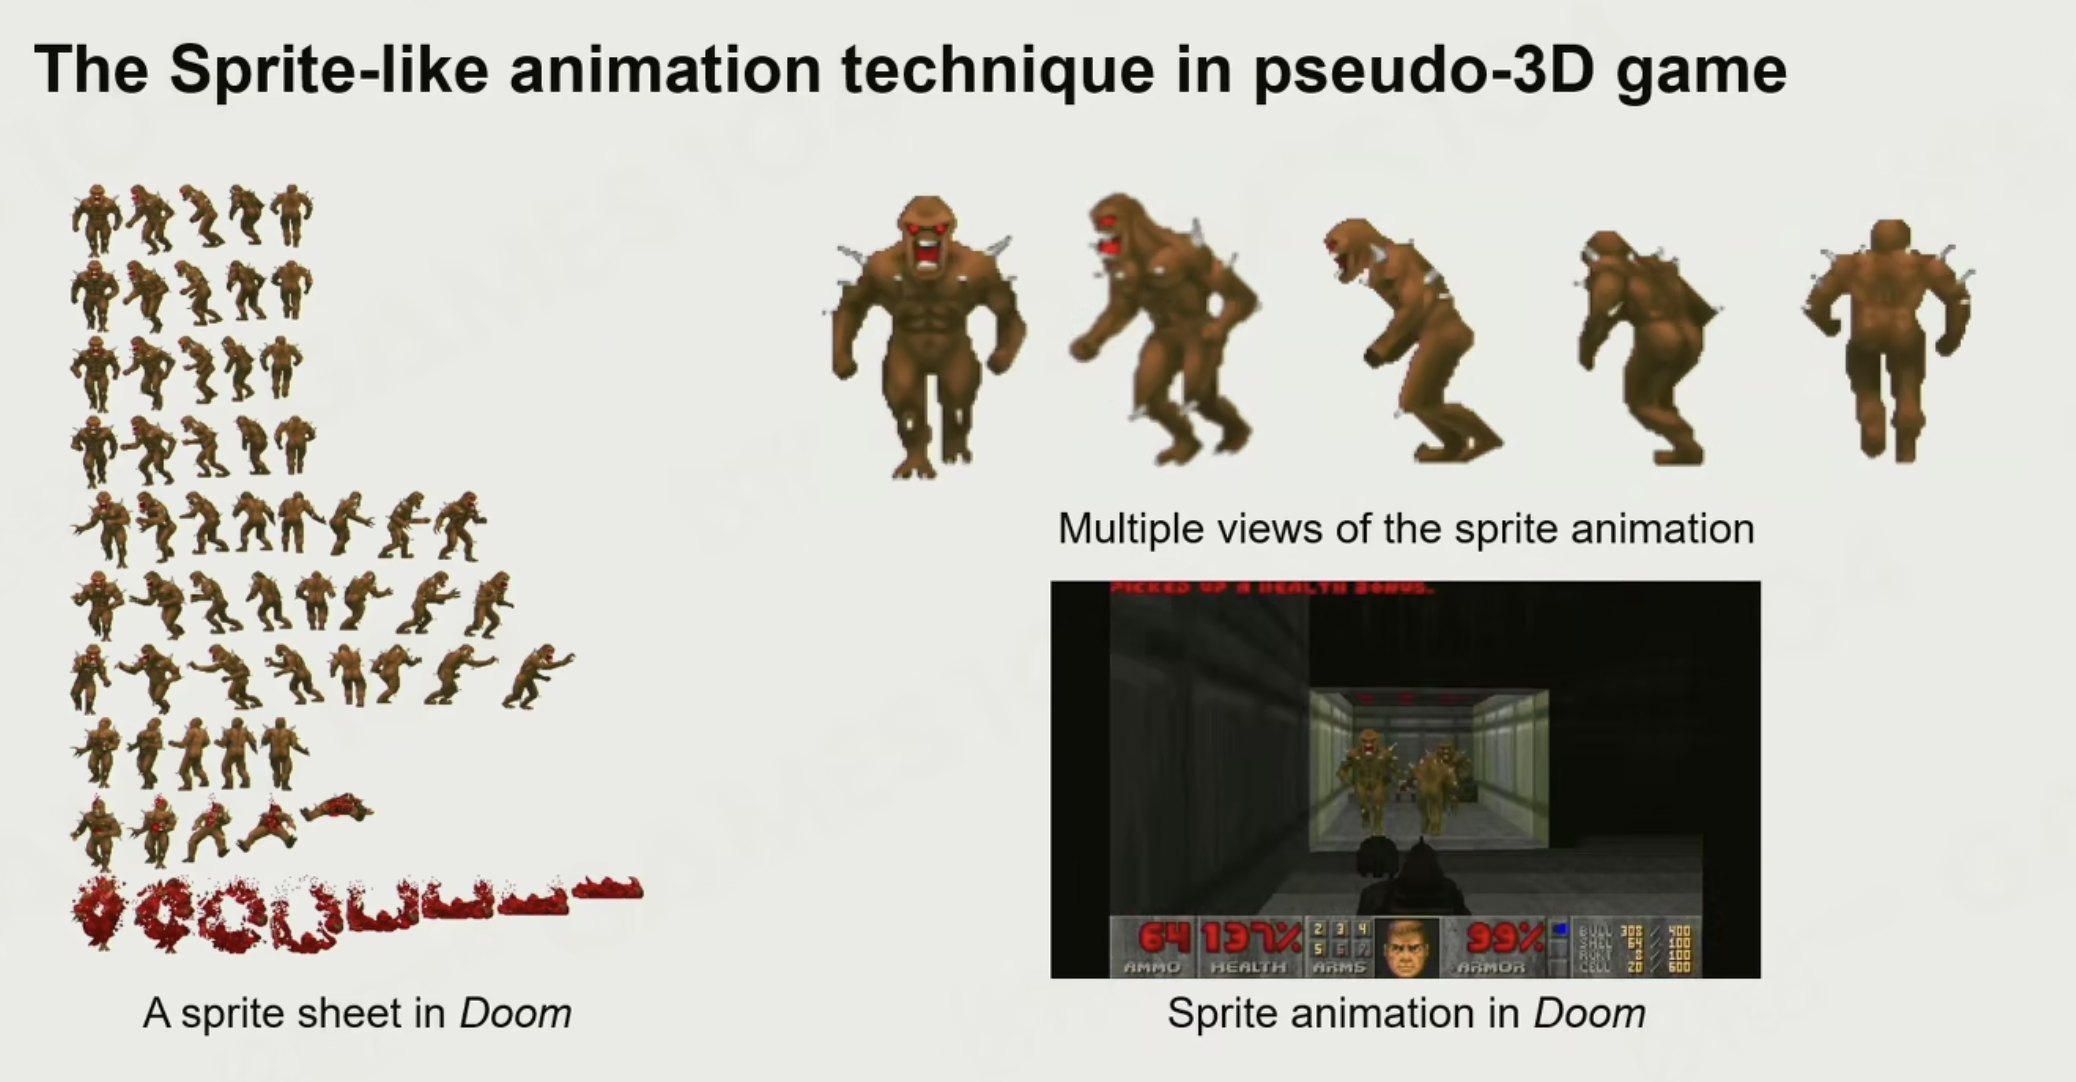 The Sprite-like animation technique in pseudo-3D game
Multiple views of the sprite animation
PICKED UP A HEALTH BONUS.
64 137% 2 3 4 99% BULL 308 / 400
SHEL 64 / 100
5 6 7 RCKT 8 / 100
AMMO HEALTH ARMS ARMOR CELL 20 / 600
A sprite sheet in Doom
Sprite animation in Doom